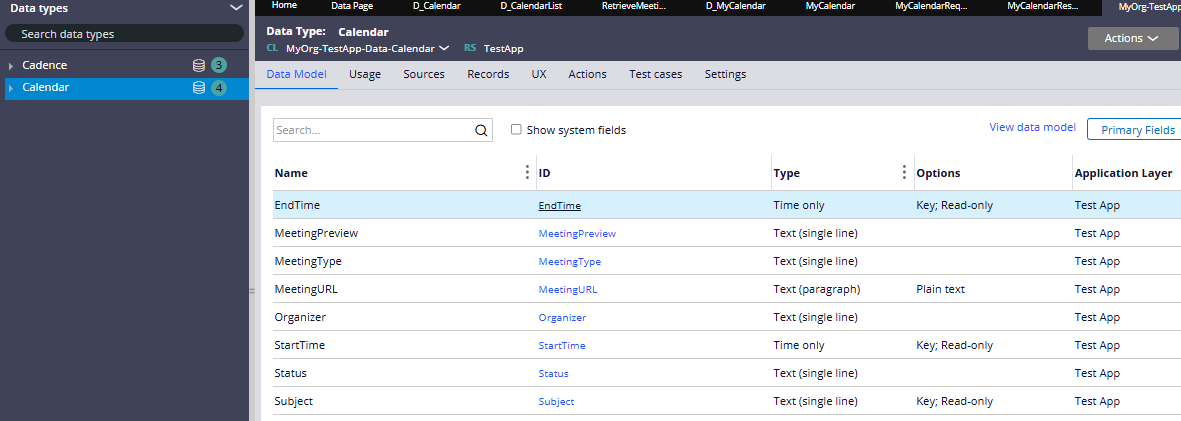 Data types
Home Data Page D_Calendar D_CalendarList RetrieveMeeti... D_MyCalendar MyCalendar MyCalendarReq... MyCalendarRes... MyOrg-TestApp
Search data types
Cadence 3
Calendar 4
Data Type: Calendar
CL MyOrg-TestApp-Data-Calendar RS TestApp
Actions
Data Model Usage Sources Records UX Actions Test cases Settings
Search... Show system fields View data model Primary Fields
Name ID Type Options Application Layer
EndTime EndTime Time only Key; Read-only Test App
MeetingPreview MeetingPreview Text (single line) Test App
MeetingType MeetingType Text (single line) Test App
MeetingURL MeetingURL Text (paragraph) Plain text Test App
Organizer Organizer Text (single line) Test App
StartTime StartTime Time only Key; Read-only Test App
Status Status Text (single line) Test App
Subject Subject Text (single line) Key; Read-only Test App